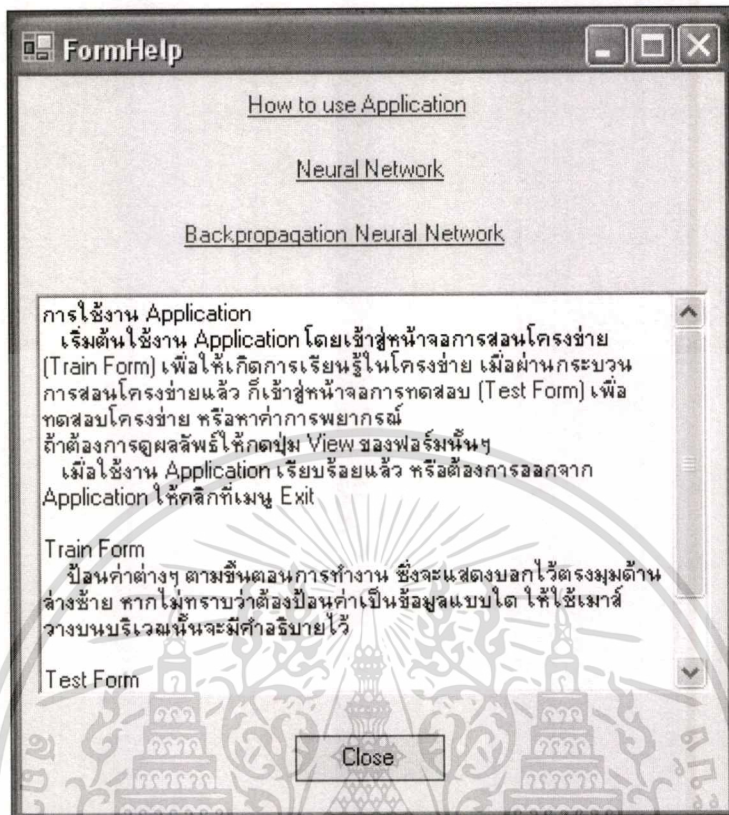 FormHelp
How to use Application
Neural Network
Backpropagation Neural Network
การใช้งาน Application
เริ่มต้นใช้งาน Application โดยเข้าสู่หน้าจอการสอนโครงข่าย
(Train Form) เพื่อให้เกิดการเรียนรู้ในโครงข่าย เมื่อผ่านกระบวน
การสอนโครงข่ายแล้ว ก็เข้าสู่หน้าจอการทดสอบ (Test Form) เพื่อ
ทดสอบโครงข่าย หรือหาค่าการพยากรณ์
ถ้าต้องการดูผลลัพธ์ให้กดปุ่ม View ของฟอร์มนั้นๆ
เมื่อใช้งาน Application เรียบร้อยแล้ว หรือต้องการออกจาก
Application ให้คลิกที่เมนู Exit
Train Form
ป้อนค่าต่างๆ ตามขั้นตอนการทำงาน ซึ่งจะแสดงบอกไว้ตรงมุมด้าน
ล่างซ้าย หากไม่ทราบว่าต้องป้อนค่าเป็นข้อมูลแบบใด ให้ใช้เมาส์
วางบนบริเวณนั้นจะมีคำอธิบายไว้
Test Form
Close